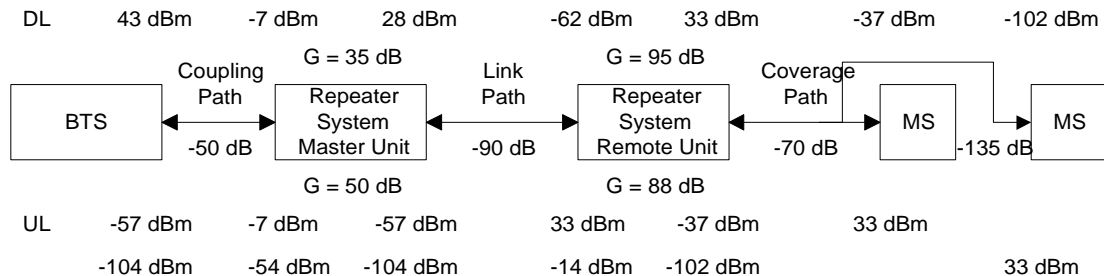 DL 43 dBm -7 dBm 28 dBm -62 dBm 33 dBm -37 dBm -102 dBm
G = 35 dB G = 95 dB
Coupling Path
Link Path
Coverage Path
BTS
Repeater System Master Unit
Repeater System Remote Unit
MS
MS
-50 dB
-90 dB
-70 dB
-135 dB
G = 50 dB G = 88 dB
UL -57 dBm -7 dBm -57 dBm 33 dBm -37 dBm 33 dBm
-104 dBm -54 dBm -104 dBm -14 dBm -102 dBm 33 dBm